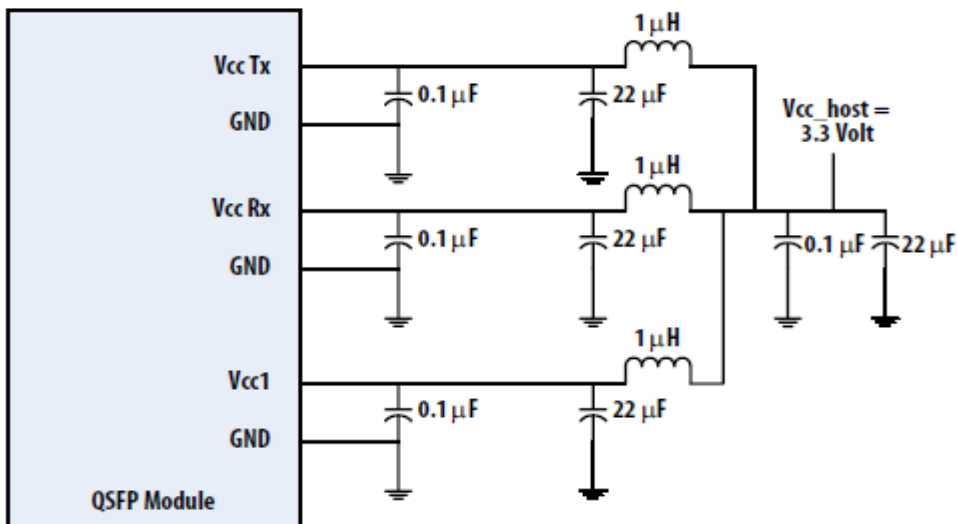 1 μH
Vcc Tx
0.1 μF
22 μF
GND
Vcc_host =
3.3 Volt
1 μH
Vcc Rx
0.1 μF
22 μF
0.1 μF
22 μF
GND
1 μH
Vcc1
0.1 μF
22 μF
GND
QSFP Module